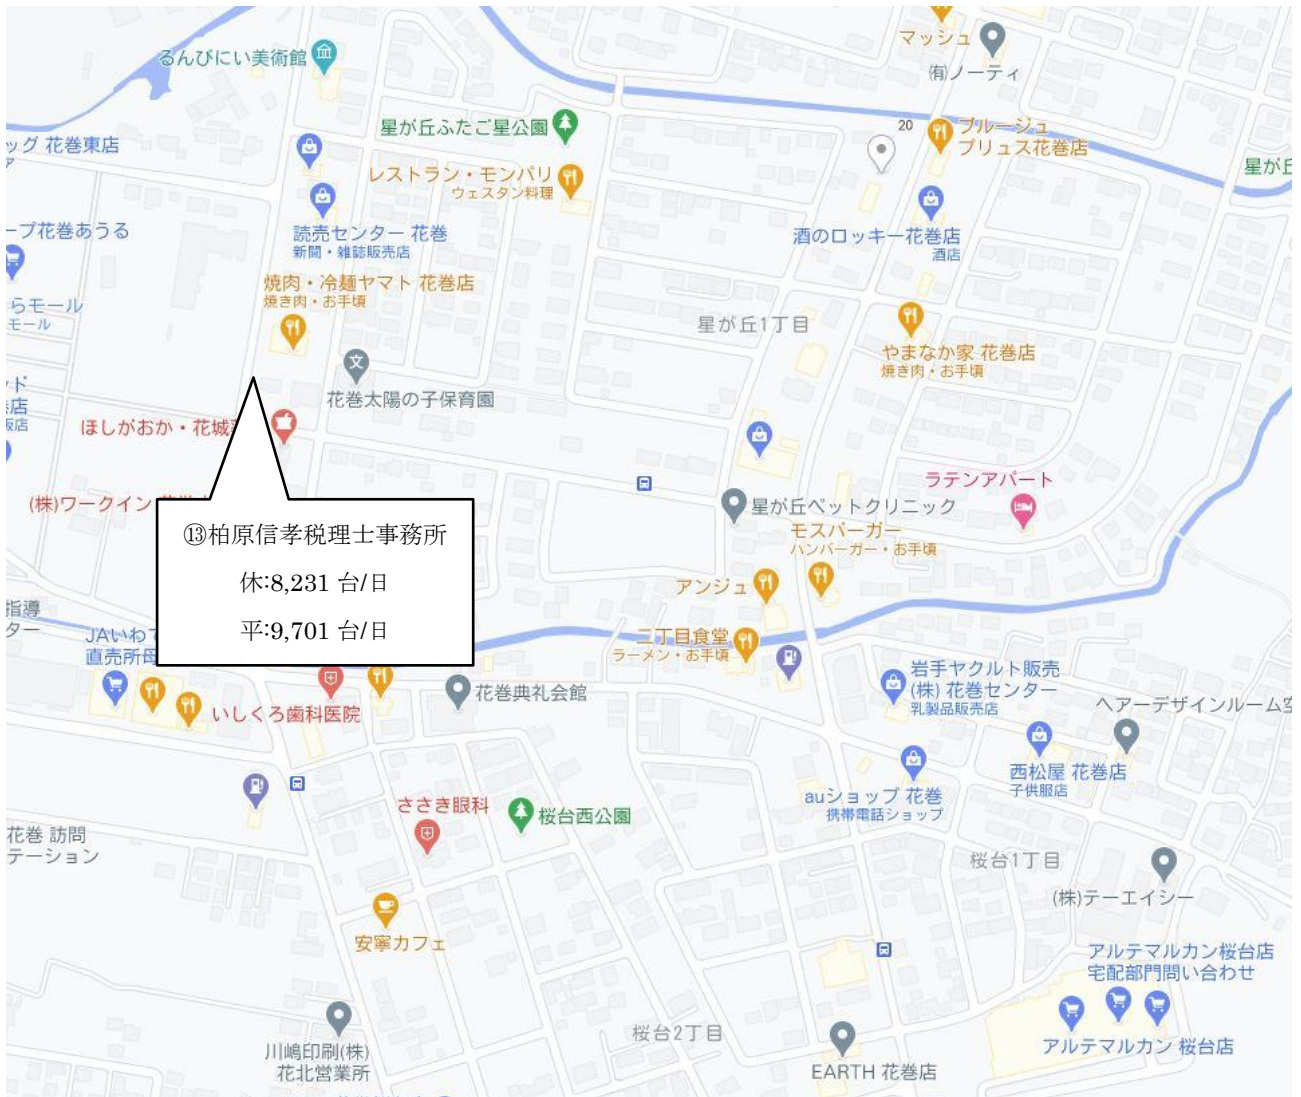 マッシュ
るんびにい美術館
㈲ノーティ
星が丘ふたご星公園
20
ブルージュ
プリュス花巻店
ッグ 花巻東店
ア
レストラン・モンパリ
ウェスタン料理
星が丘
ープ花巻あうる
読売センター 花巻
新聞・雑誌販売店
酒のロッキー花巻店
酒店
焼肉・冷麺ヤマト 花巻店
焼き肉・お手頃
らモール
モール
星が丘1丁目
やまなか家 花巻店
焼き肉・お手頃
文
花巻太陽の子保育園
ンド
店
販店
ほしがおか・花城
(株)ワークイン
ラテンアパート
星が丘ペットクリニック
モスバーガー
ハンバーガー・お手頃
⑬柏原信孝税理士事務所
休:8,231 台/日
平:9,701 台/日
アンジュ
指導
ター
JAいわて
直売所母
二丁目食堂
ラーメン・お手頃
岩手ヤクルト販売
(株) 花巻センター
乳製品販売店
花巻典礼会館
いしくろ歯科医院
ヘアーデザインルーム空
西松屋 花巻店
子供服店
auショップ 花巻
携帯電話ショップ
ささき眼科
桜台西公園
花巻 訪問
テーション
桜台1丁目
(株)テーエイシー
安寧カフェ
アルテマルカン桜台店
宅配部門問い合わせ
桜台2丁目
川嶋印刷(株)
花北営業所
アルテマルカン 桜台店
EARTH 花巻店